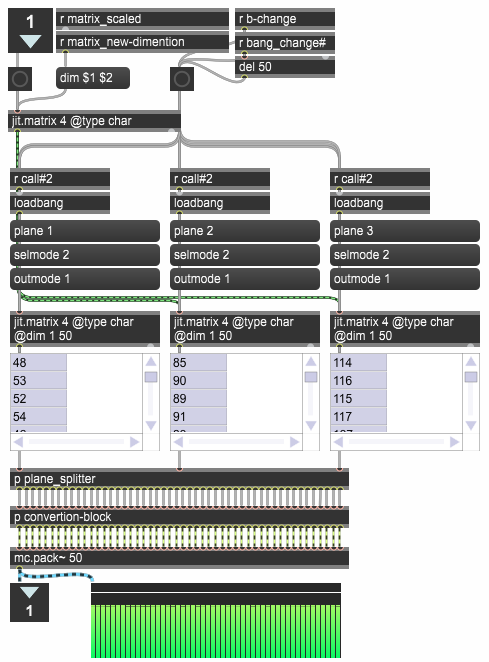 1
r matrix_scaled
r b-change
r matrix_new-dimention
r bang_change#
del 50
dim $1 $2
jit.matrix 4 @type char
r call#2
r call#2
r call#2
loadbang
loadbang
loadbang
plane 1
plane 2
plane 3
selmode 2
selmode 2
selmode 2
outmode 1
outmode 1
outmode 1
jit.matrix 4 @type char
@dim 1 50
jit.matrix 4 @type char
@dim 1 50
jit.matrix 4 @type char
@dim 1 50
48
53
52
54
85
90
89
91
114
116
115
117
p plane_splitter
p convertion-block
mc.pack~ 50
1